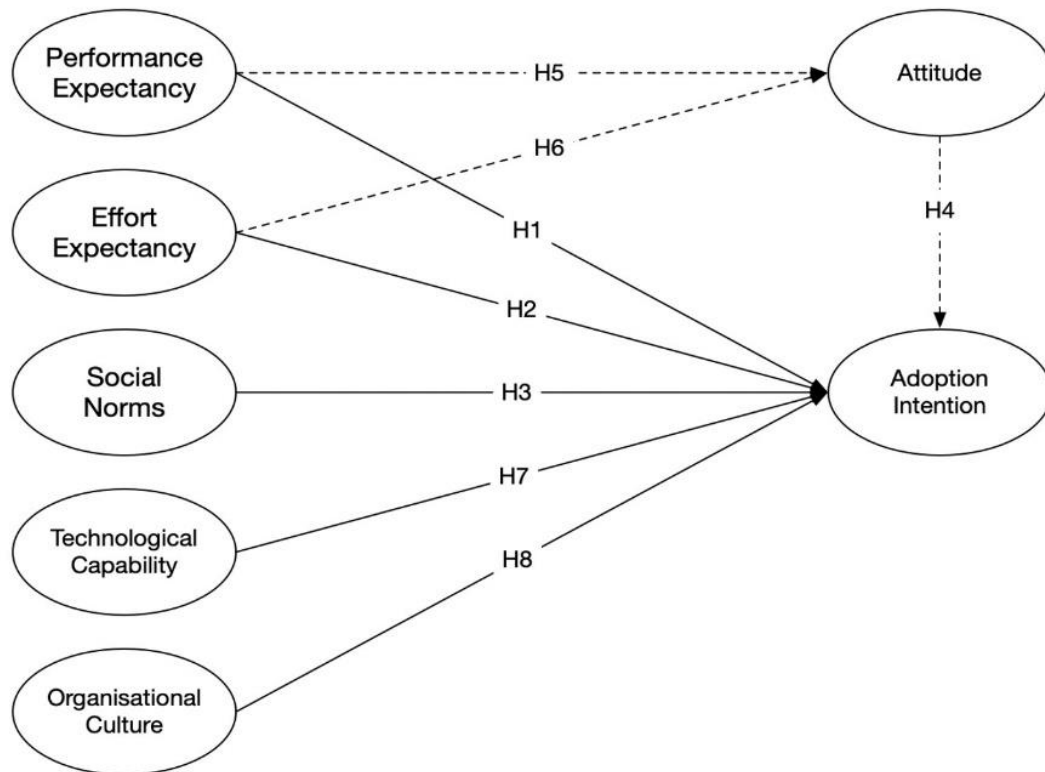 Performance
Expectancy
H5
Attitude
H6
Effort
Expectancy
H4
H1
H2
Social
Norms
H3
Adoption
Intention
H7
Technological
Capability
H8
Organisational
Culture